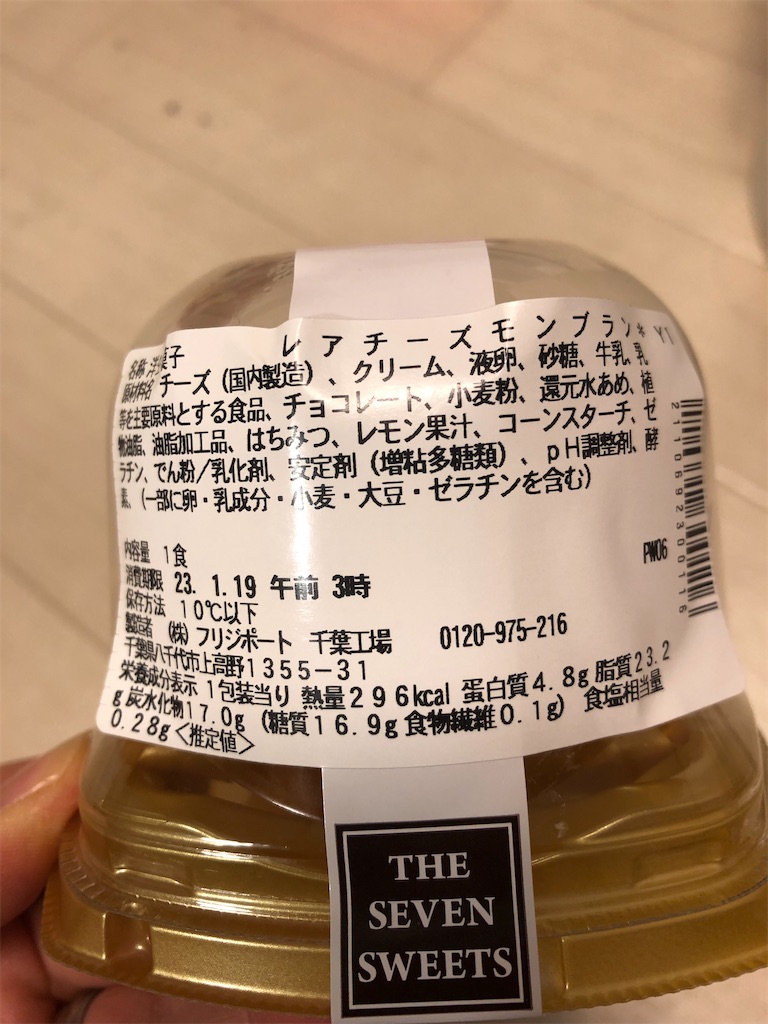 レアチーズモンブラン* Y1
名称 洋菓子
原材料名 チーズ（国内製造）、クリーム、液卵、砂糖、牛乳、乳
等を主要原料とする食品、チョコレート、小麦粉、還元水あめ、植
物油脂、油脂加工品、はちみつ、レモン果汁、コーンスターチ、ゼ
ラチン、でん粉／乳化剤、安定剤（増粘多糖類）、pH調整剤、酵
素、（一部に卵・乳成分・小麦・大豆・ゼラチンを含む）
内容量 1食
消費期限 23. 1.19 午前 3時
保存方法 10℃以下
製造者 (株)フリジポート 千葉工場 0120-975-216
千葉県八千代市上高野1355-31
栄養成分表示 1包装当り 熱量296kcal 蛋白質4.8g 脂質23.2
g 炭水化物17.0g（糖質16.9g 食物繊維0.1g） 食塩相当量
0.28g<推定値>
PW06
2110692300116
THE
SEVEN
SWEETS